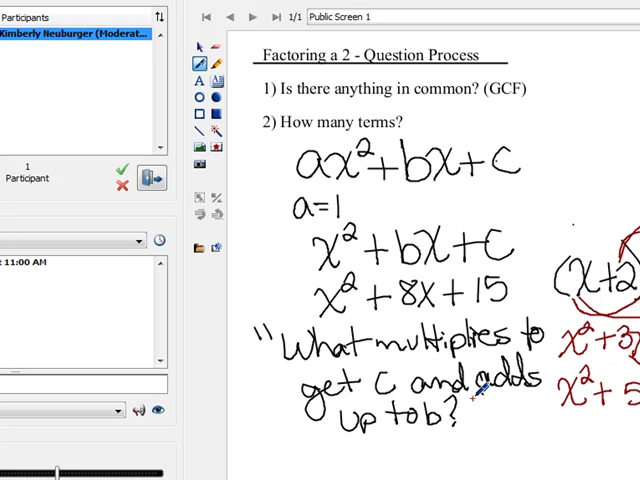 Participants
Kimberly Neuburger (Moderat...
1
Participant
t 11:00 AM
1/1 Public Screen 1
Factoring a 2 - Question Process
1) Is there anything in common? (GCF)
2) How many terms?
ax²+bx+c
a=1
x²+bx+c
x²+8x+15
"What multiplies to
get c and adds
up to b?
(x+2
x²+3x
x²+5